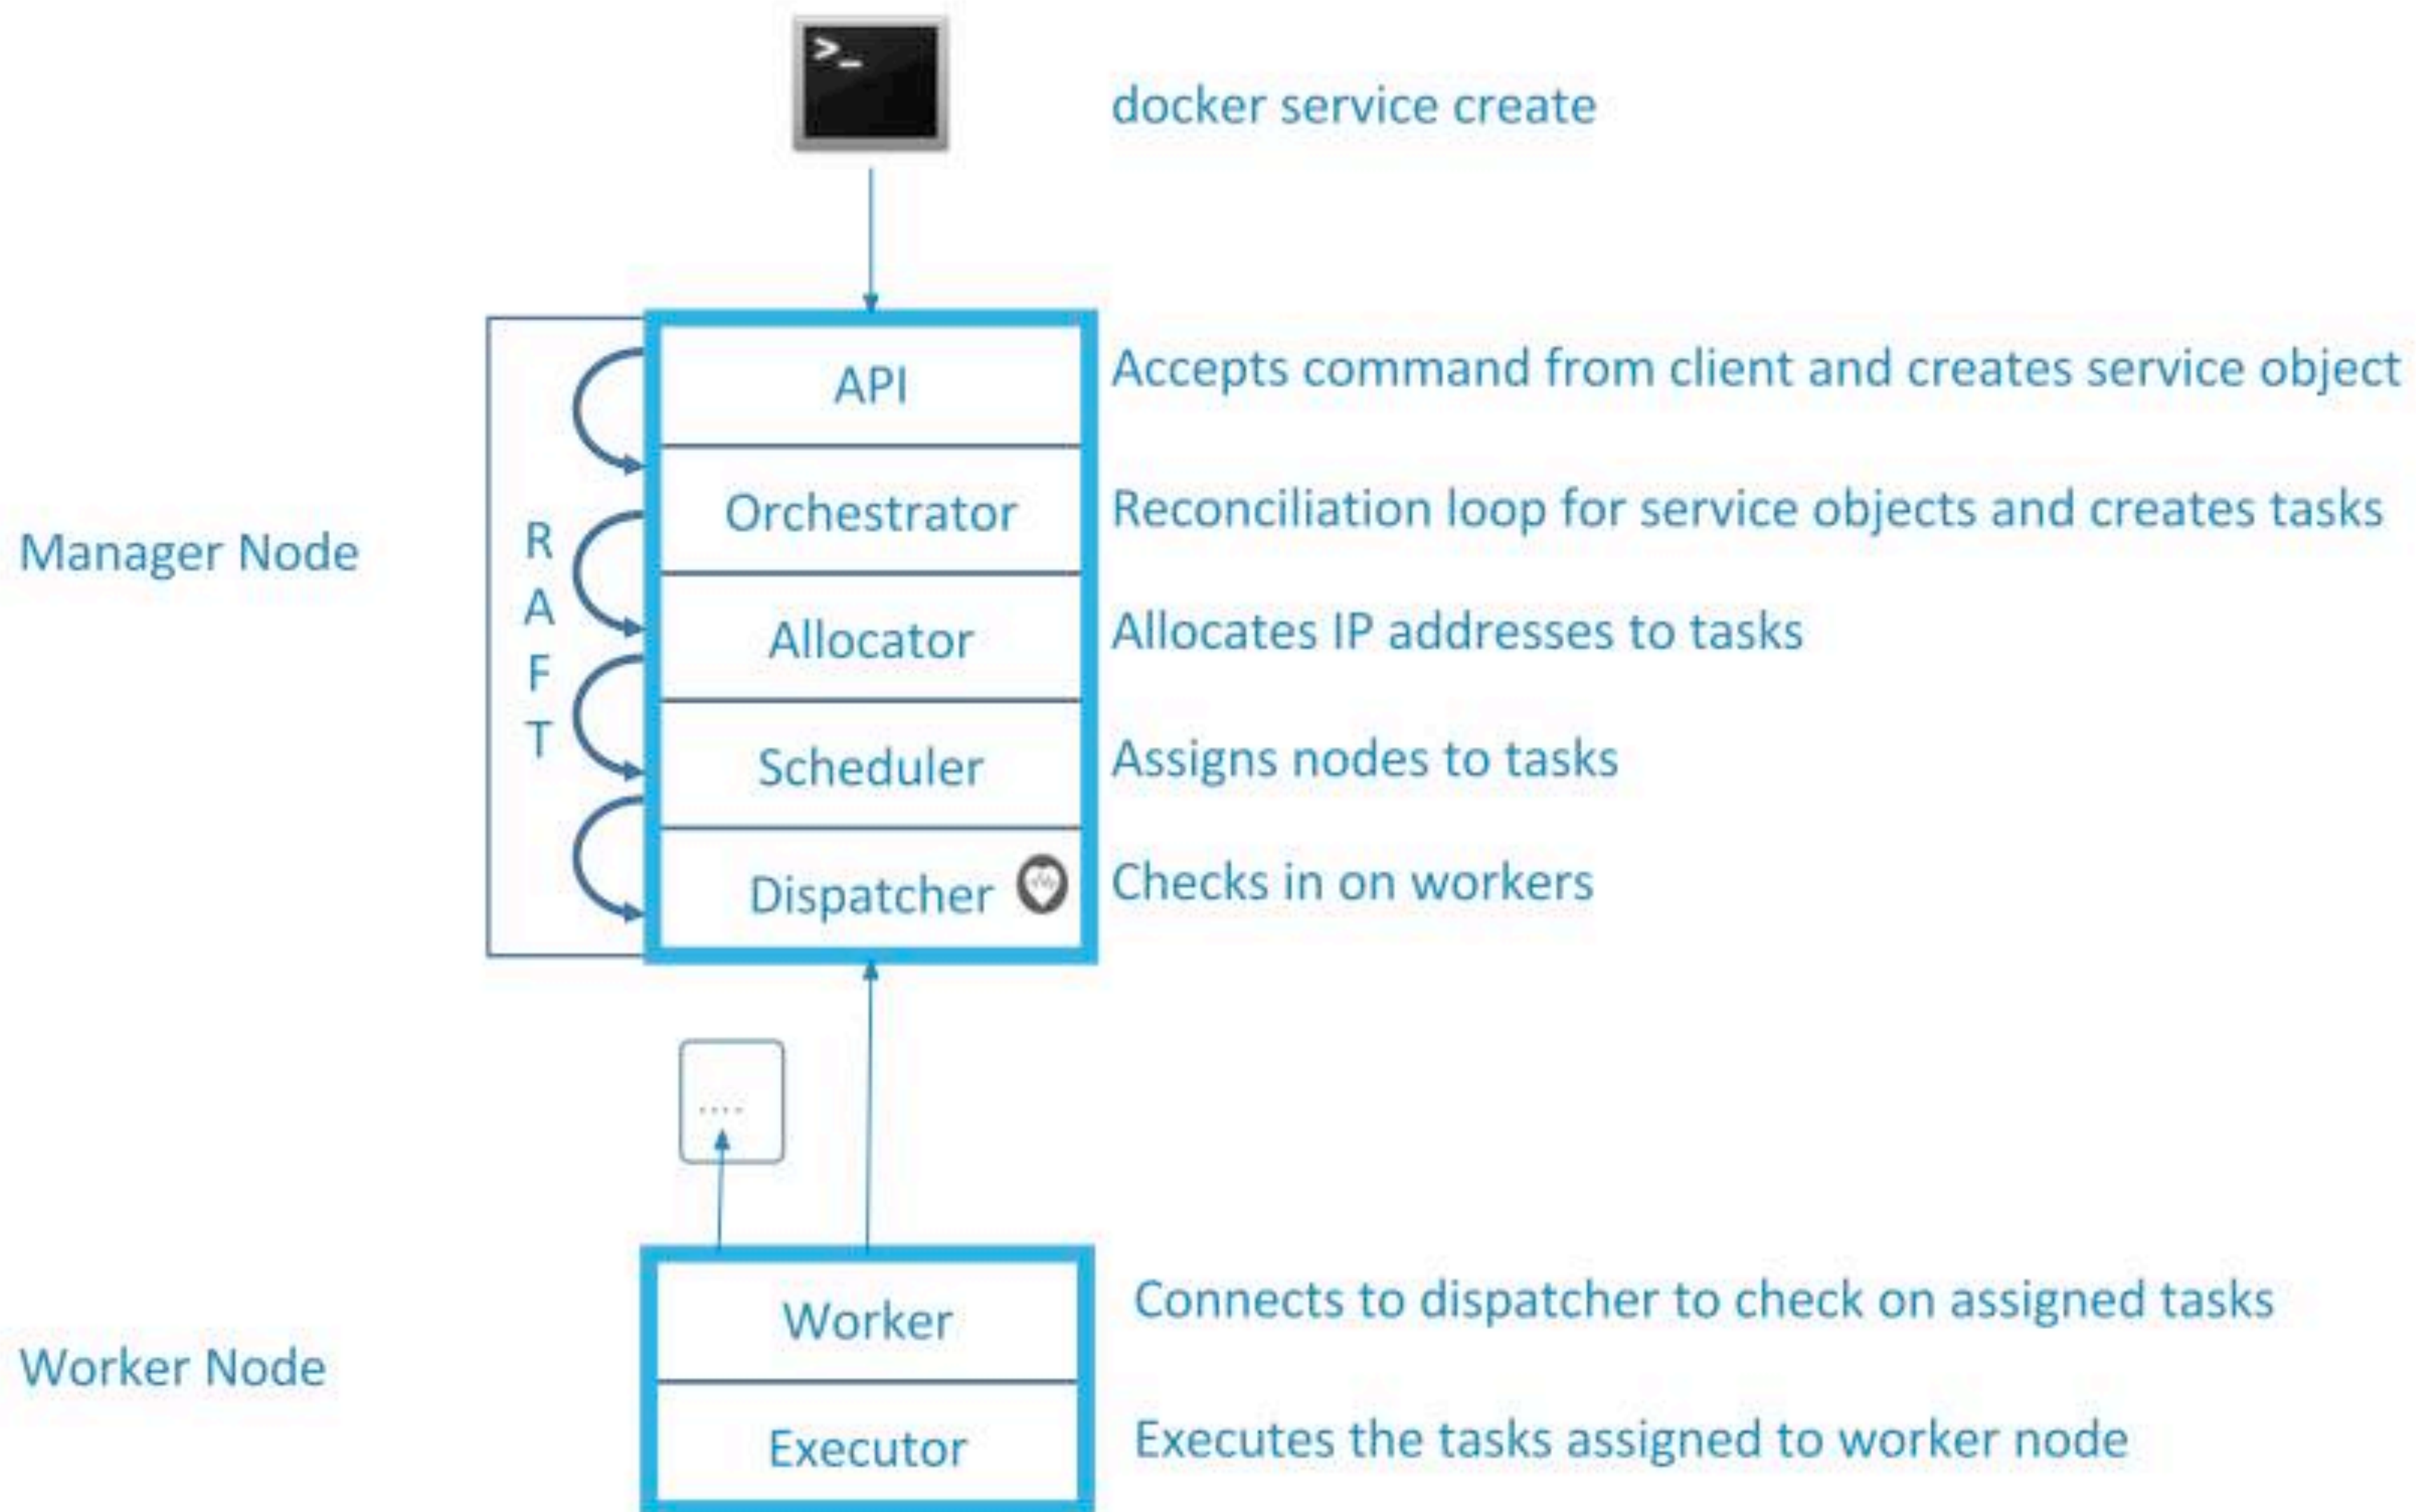 >_
docker service create
API
Accepts command from client and creates service object
Orchestrator
Reconciliation loop for service objects and creates tasks
Manager Node
R
A
F
T
Allocator
Allocates IP addresses to tasks
Scheduler
Assigns nodes to tasks
Dispatcher
Checks in on workers
....
Worker
Connects to dispatcher to check on assigned tasks
Worker Node
Executor
Executes the tasks assigned to worker node